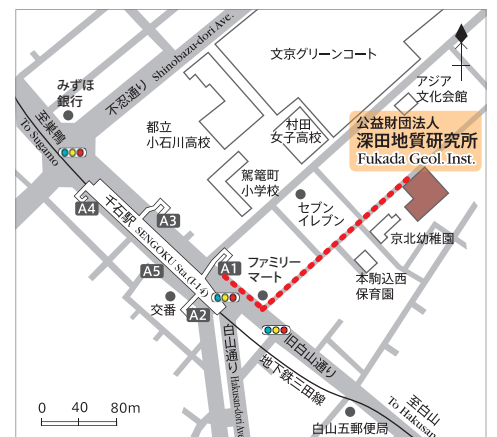 文京グリーンコート
不忍通り Shinobazu-dori Ave.
みずほ
銀行
アジア
文化会館
至巣鴨
To Sugamo
都立
小石川高校
村田
女子高校
公益財団法人
深田地質研究所
Fukada Geol. Inst.
駕篭町
小学校
A4
A3
千石駅 SENGOKU Sta.(I-14)
セブン
イレブン
京北幼稚園
A5
A1
ファミリー
マート
本駒込西
保育園
交番
A2
白山通り Hakusan-dori Ave.
旧白山通り
地下鉄三田線
至白山
To Hakusan
白山五郵便局
0 40 80m